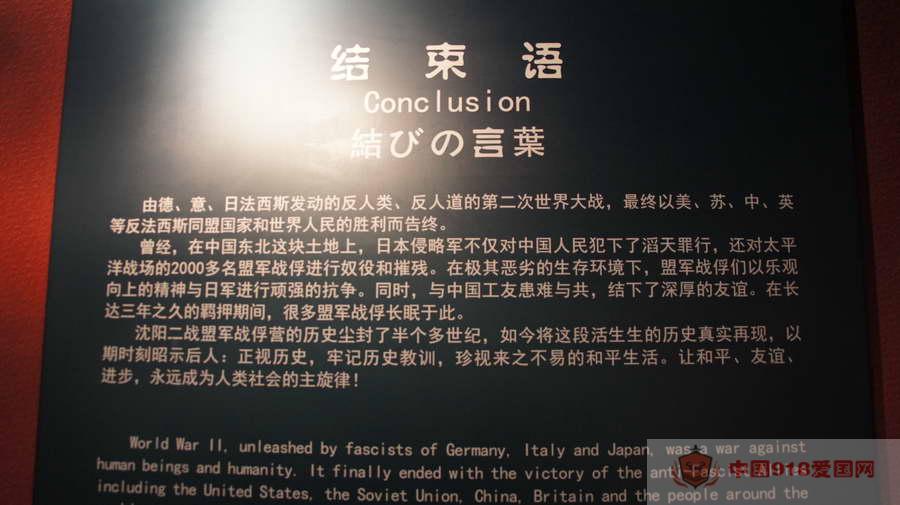 结束语
Conclusion
結びの言葉
由德、意、日法西斯发动的反人类、反人道的第二次世界大战，最终以美、苏、中、英
等反法西斯同盟国家和世界人民的胜利而告终。
曾经，在中国东北这块土地上，日本侵略军不仅对中国人民犯下了滔天罪行，还对太平
洋战场的2000多名盟军战俘进行奴役和摧残。在极其恶劣的生存环境下，盟军战俘们以乐观
向上的精神与日军进行顽强的抗争。同时，与中国工友患难与共，结下了深厚的友谊。在长
达三年之久的羁押期间，很多盟军战俘长眠于此。
沈阳二战盟军战俘营的历史尘封了半个多世纪，如今将这段活生生的历史真实再现，以
期时刻昭示后人：正视历史，牢记历史教训，珍视来之不易的和平生活。让和平、友谊、
进步，永远成为人类社会的主旋律！
World War II, unleashed by fascists of Germany, Italy and Japan, was a war against
human beings and humanity. It finally ended with the victory of the anti-Fascist
including the United States, the Soviet Union, China, Britain and the people around the
中国918爱国网